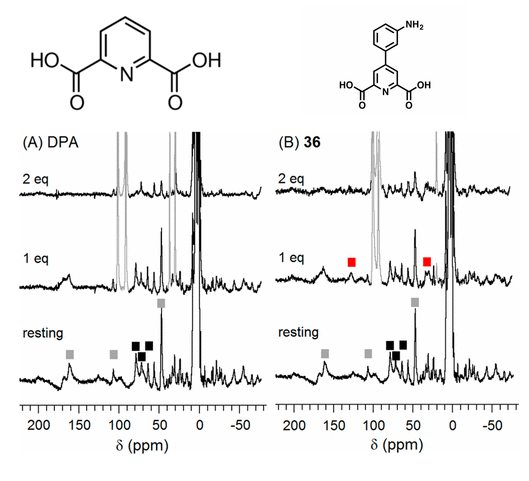 HO
OH
N
O
O
NH₂
HO
OH
N
O
O
(A) DPA
2 eq
1 eq
resting
200 150 100 50 0 -50
δ (ppm)
(B) 36
2 eq
1 eq
resting
200 150 100 50 0 -50
δ (ppm)